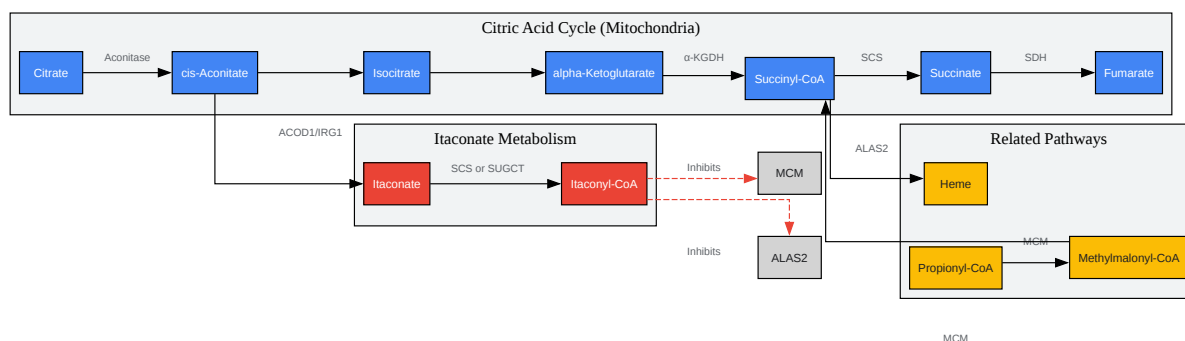 Citric Acid Cycle (Mitochondria)
Citrate
Aconitase
cis-Aconitate
Isocitrate
alpha-Ketoglutarate
α-KGDH
Succinyl-CoA
SCS
Succinate
SDH
Fumarate
ACOD1/IRG1
Itaconate Metabolism
Itaconate
SCS or SUGCT
Itaconyl-CoA
Inhibits
MCM
Inhibits
ALAS2
ALAS2
Related Pathways
Heme
MCM
Propionyl-CoA
Methylmalonyl-CoA
MCM